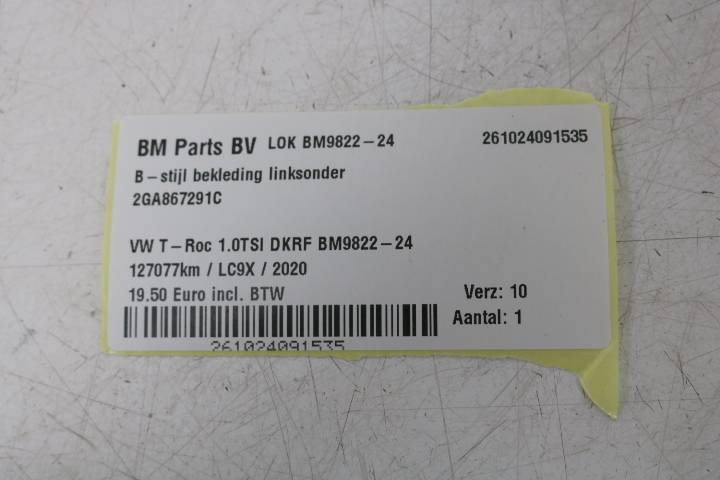 BM Parts BV LOK BM9822-24 261024091535
B-stijl bekleding linksonder
2GA867291C
VW T-Roc 1.0TSI DKRF BM9822-24
127077km / LC9X / 2020
19.50 Euro incl. BTW Verz: 10
Aantal: 1
261024091535